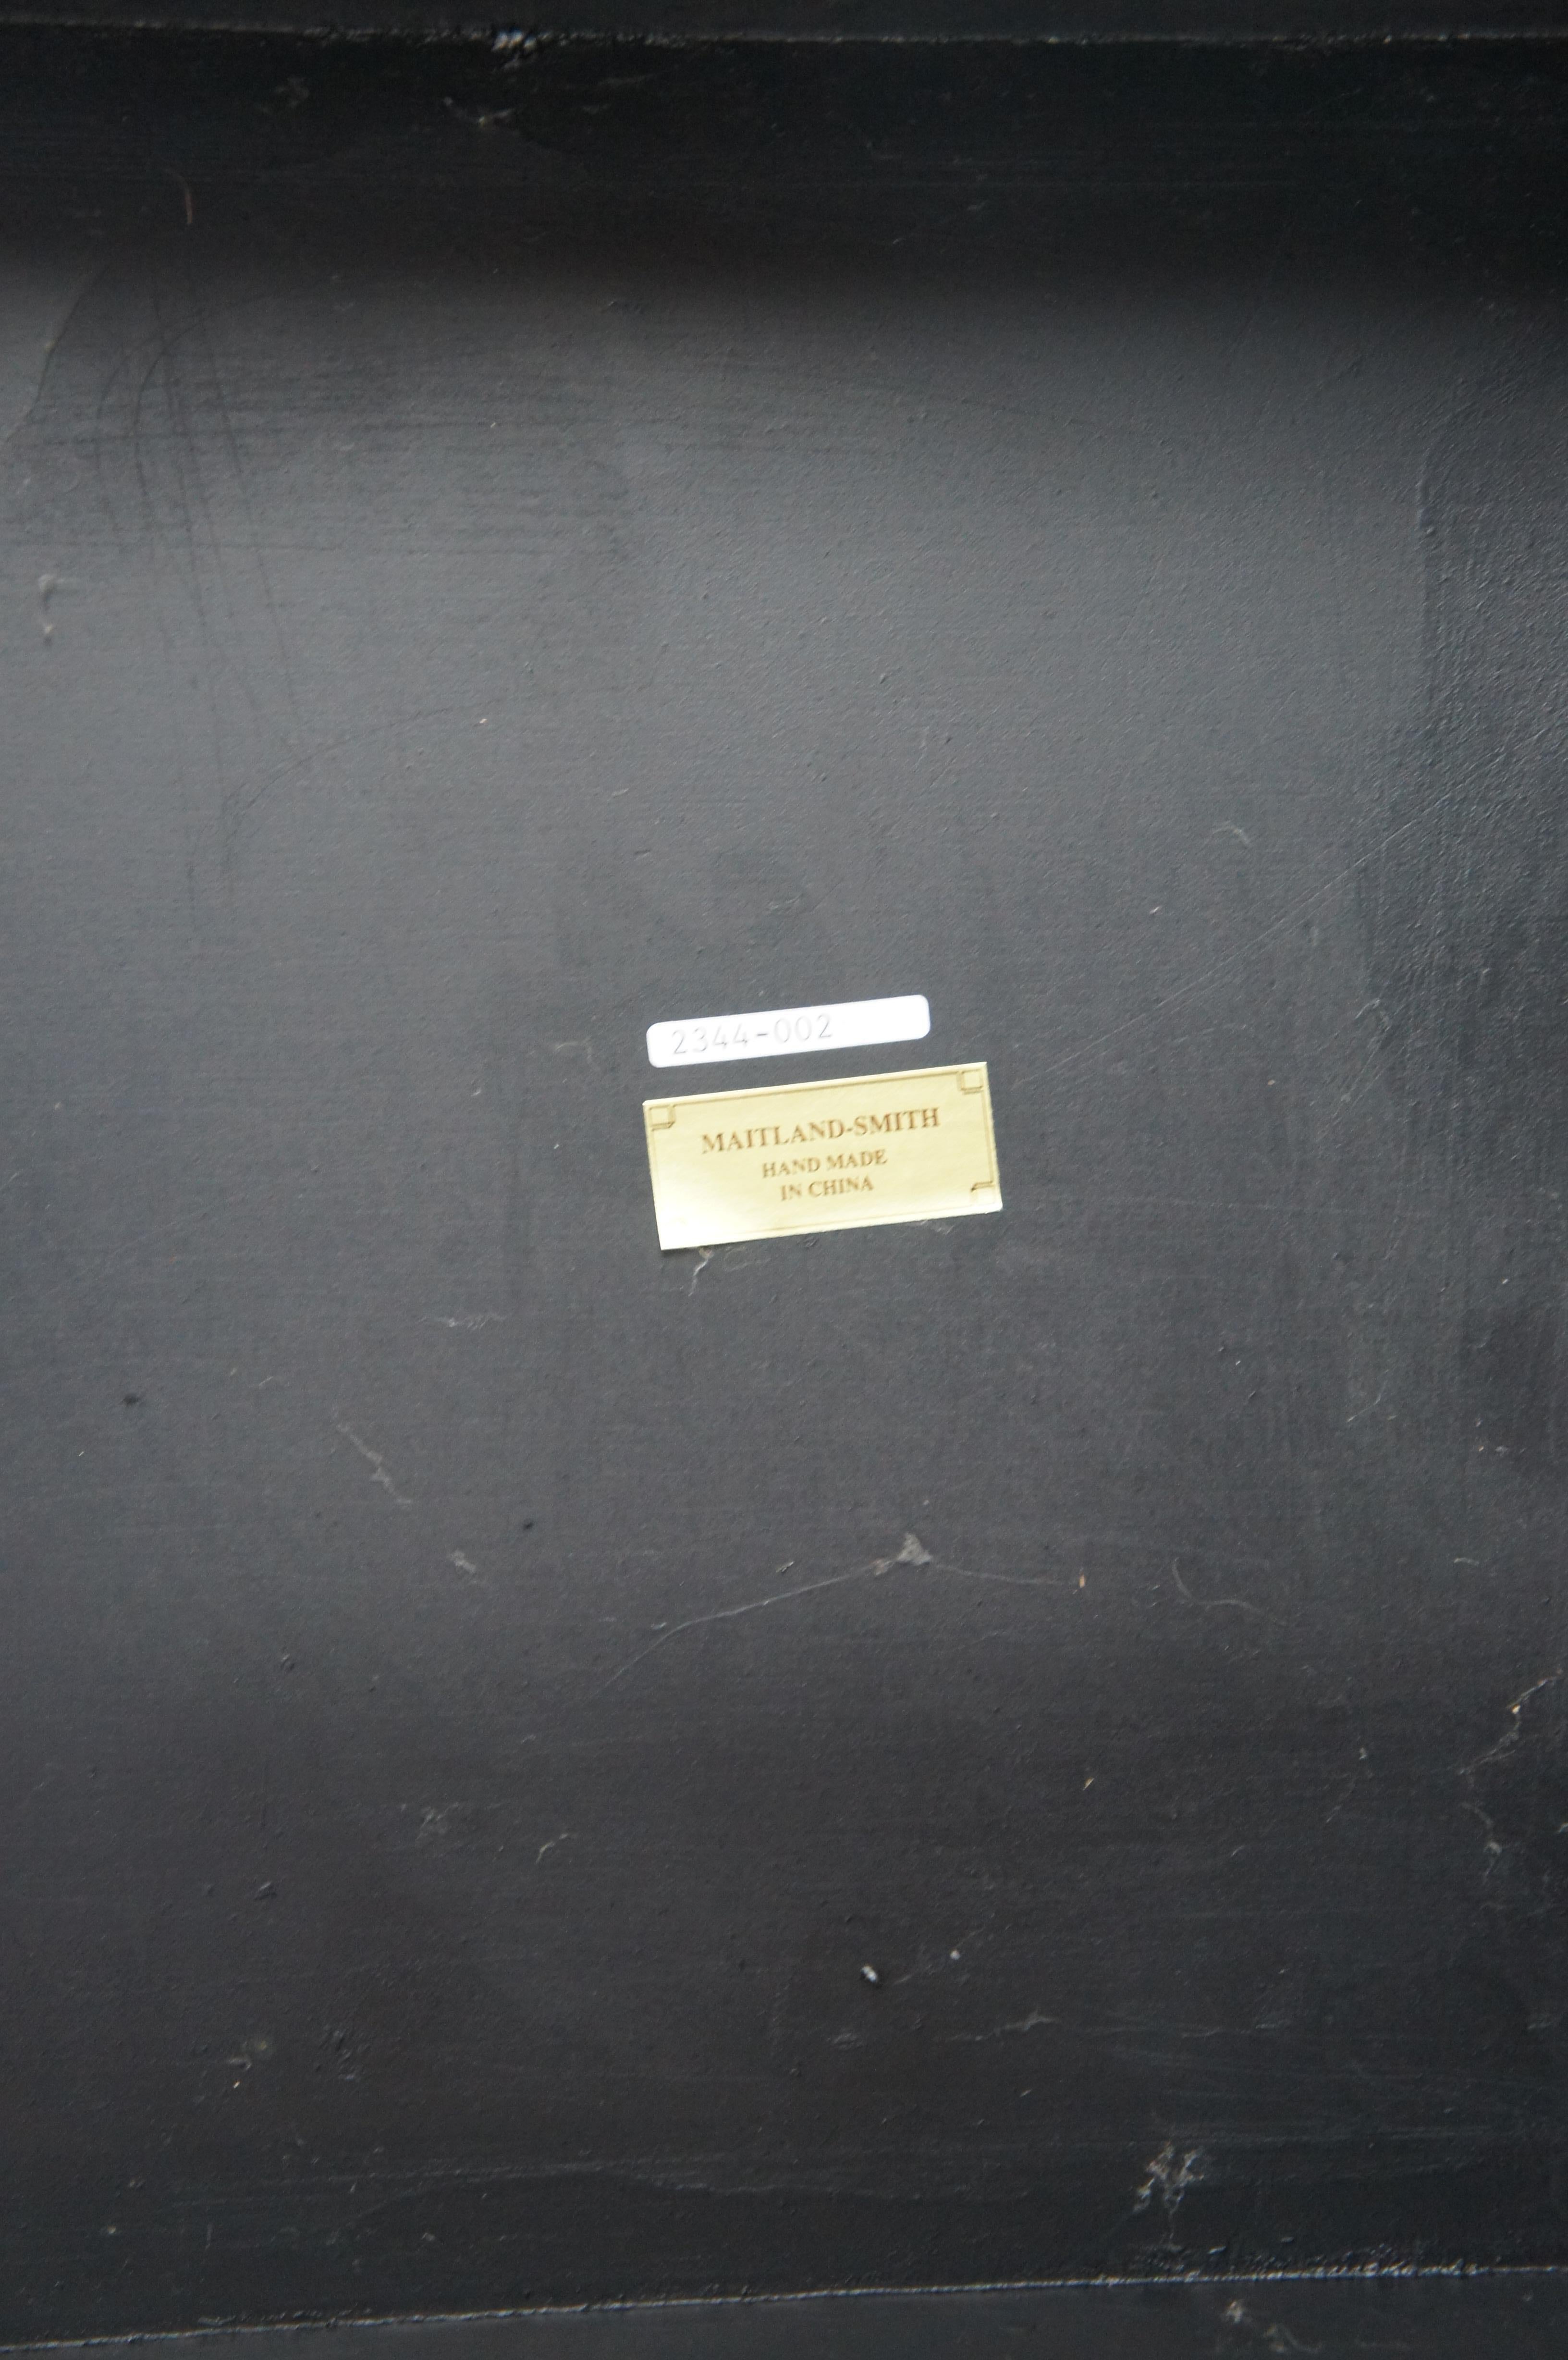 2344-002
MAITLAND-SMITH
HAND MADE
IN CHINA